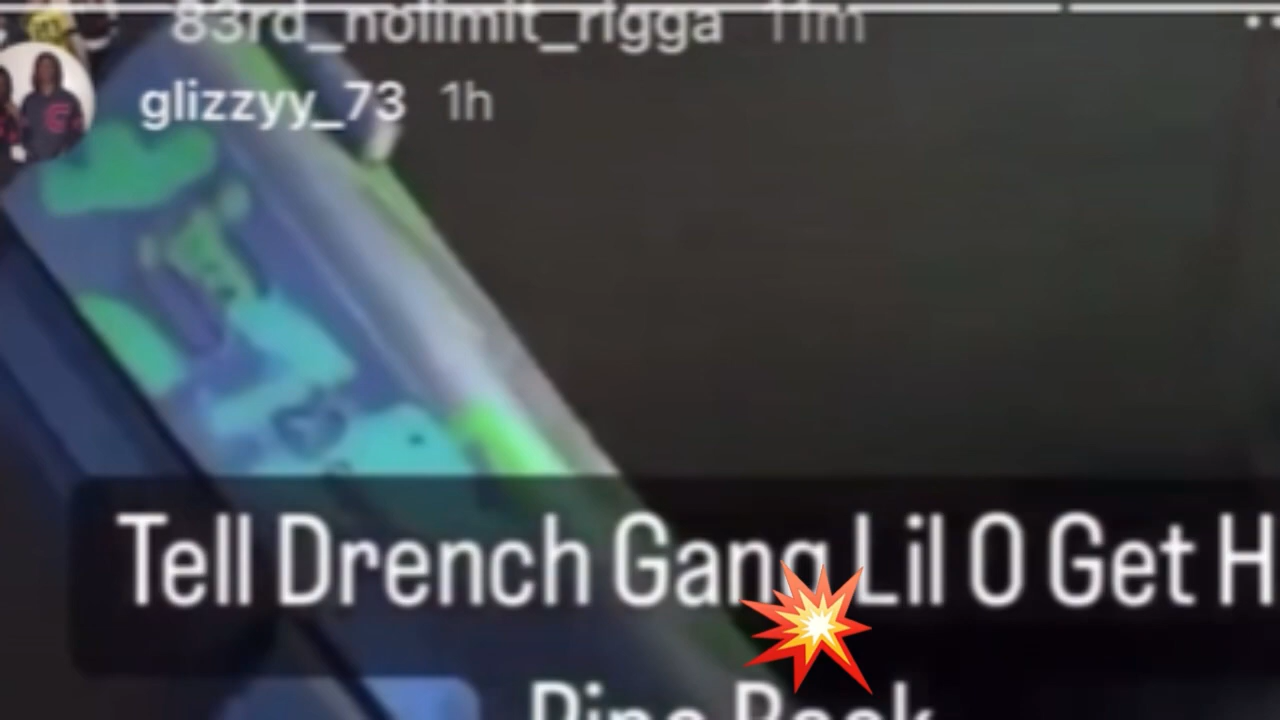 83rd_nolimit_rigga 11m
glizzyy_73 1h
Tell Drench Gang Lil O Get H